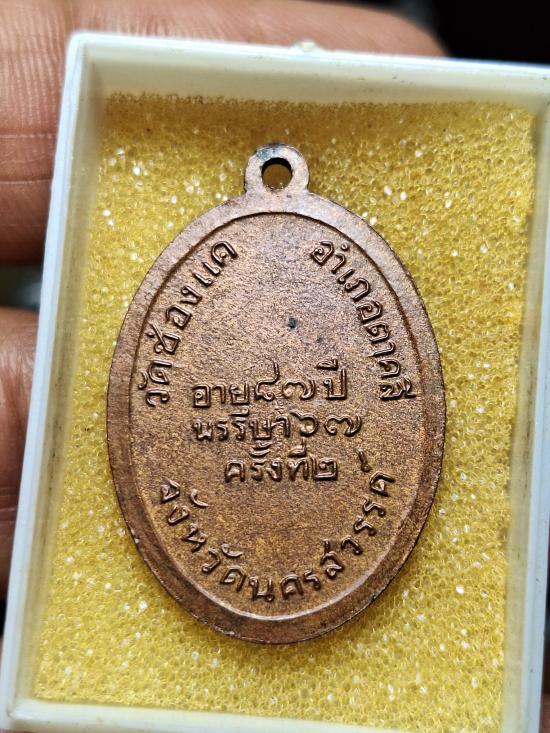 วัดช่องแค
อำเภอตาคลี
อายุ๘๗ปี
พรรษา๖๗
ครั้งที่๒
จังหวัดนครสวรรค์